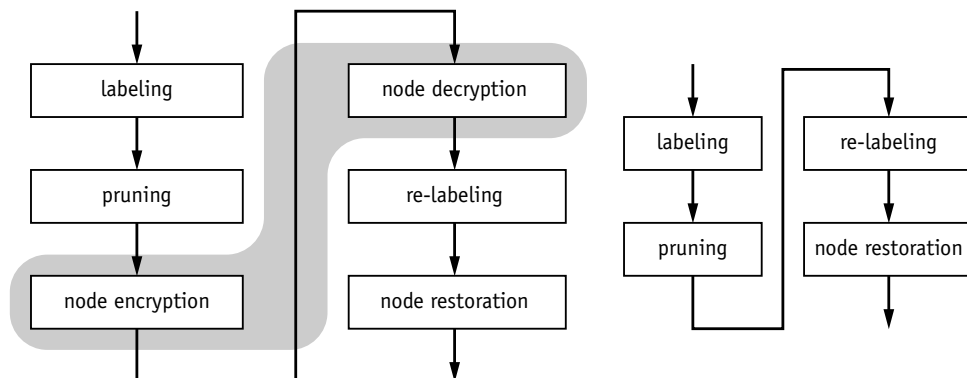 labeling
pruning
node encryption
node decryption
re-labeling
node restoration
labeling
pruning
re-labeling
node restoration